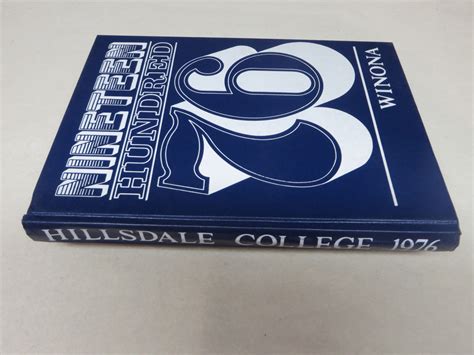 NINETEEN
HUNDRED
76
WINONA
HILLSDALE COLLEGE 1976